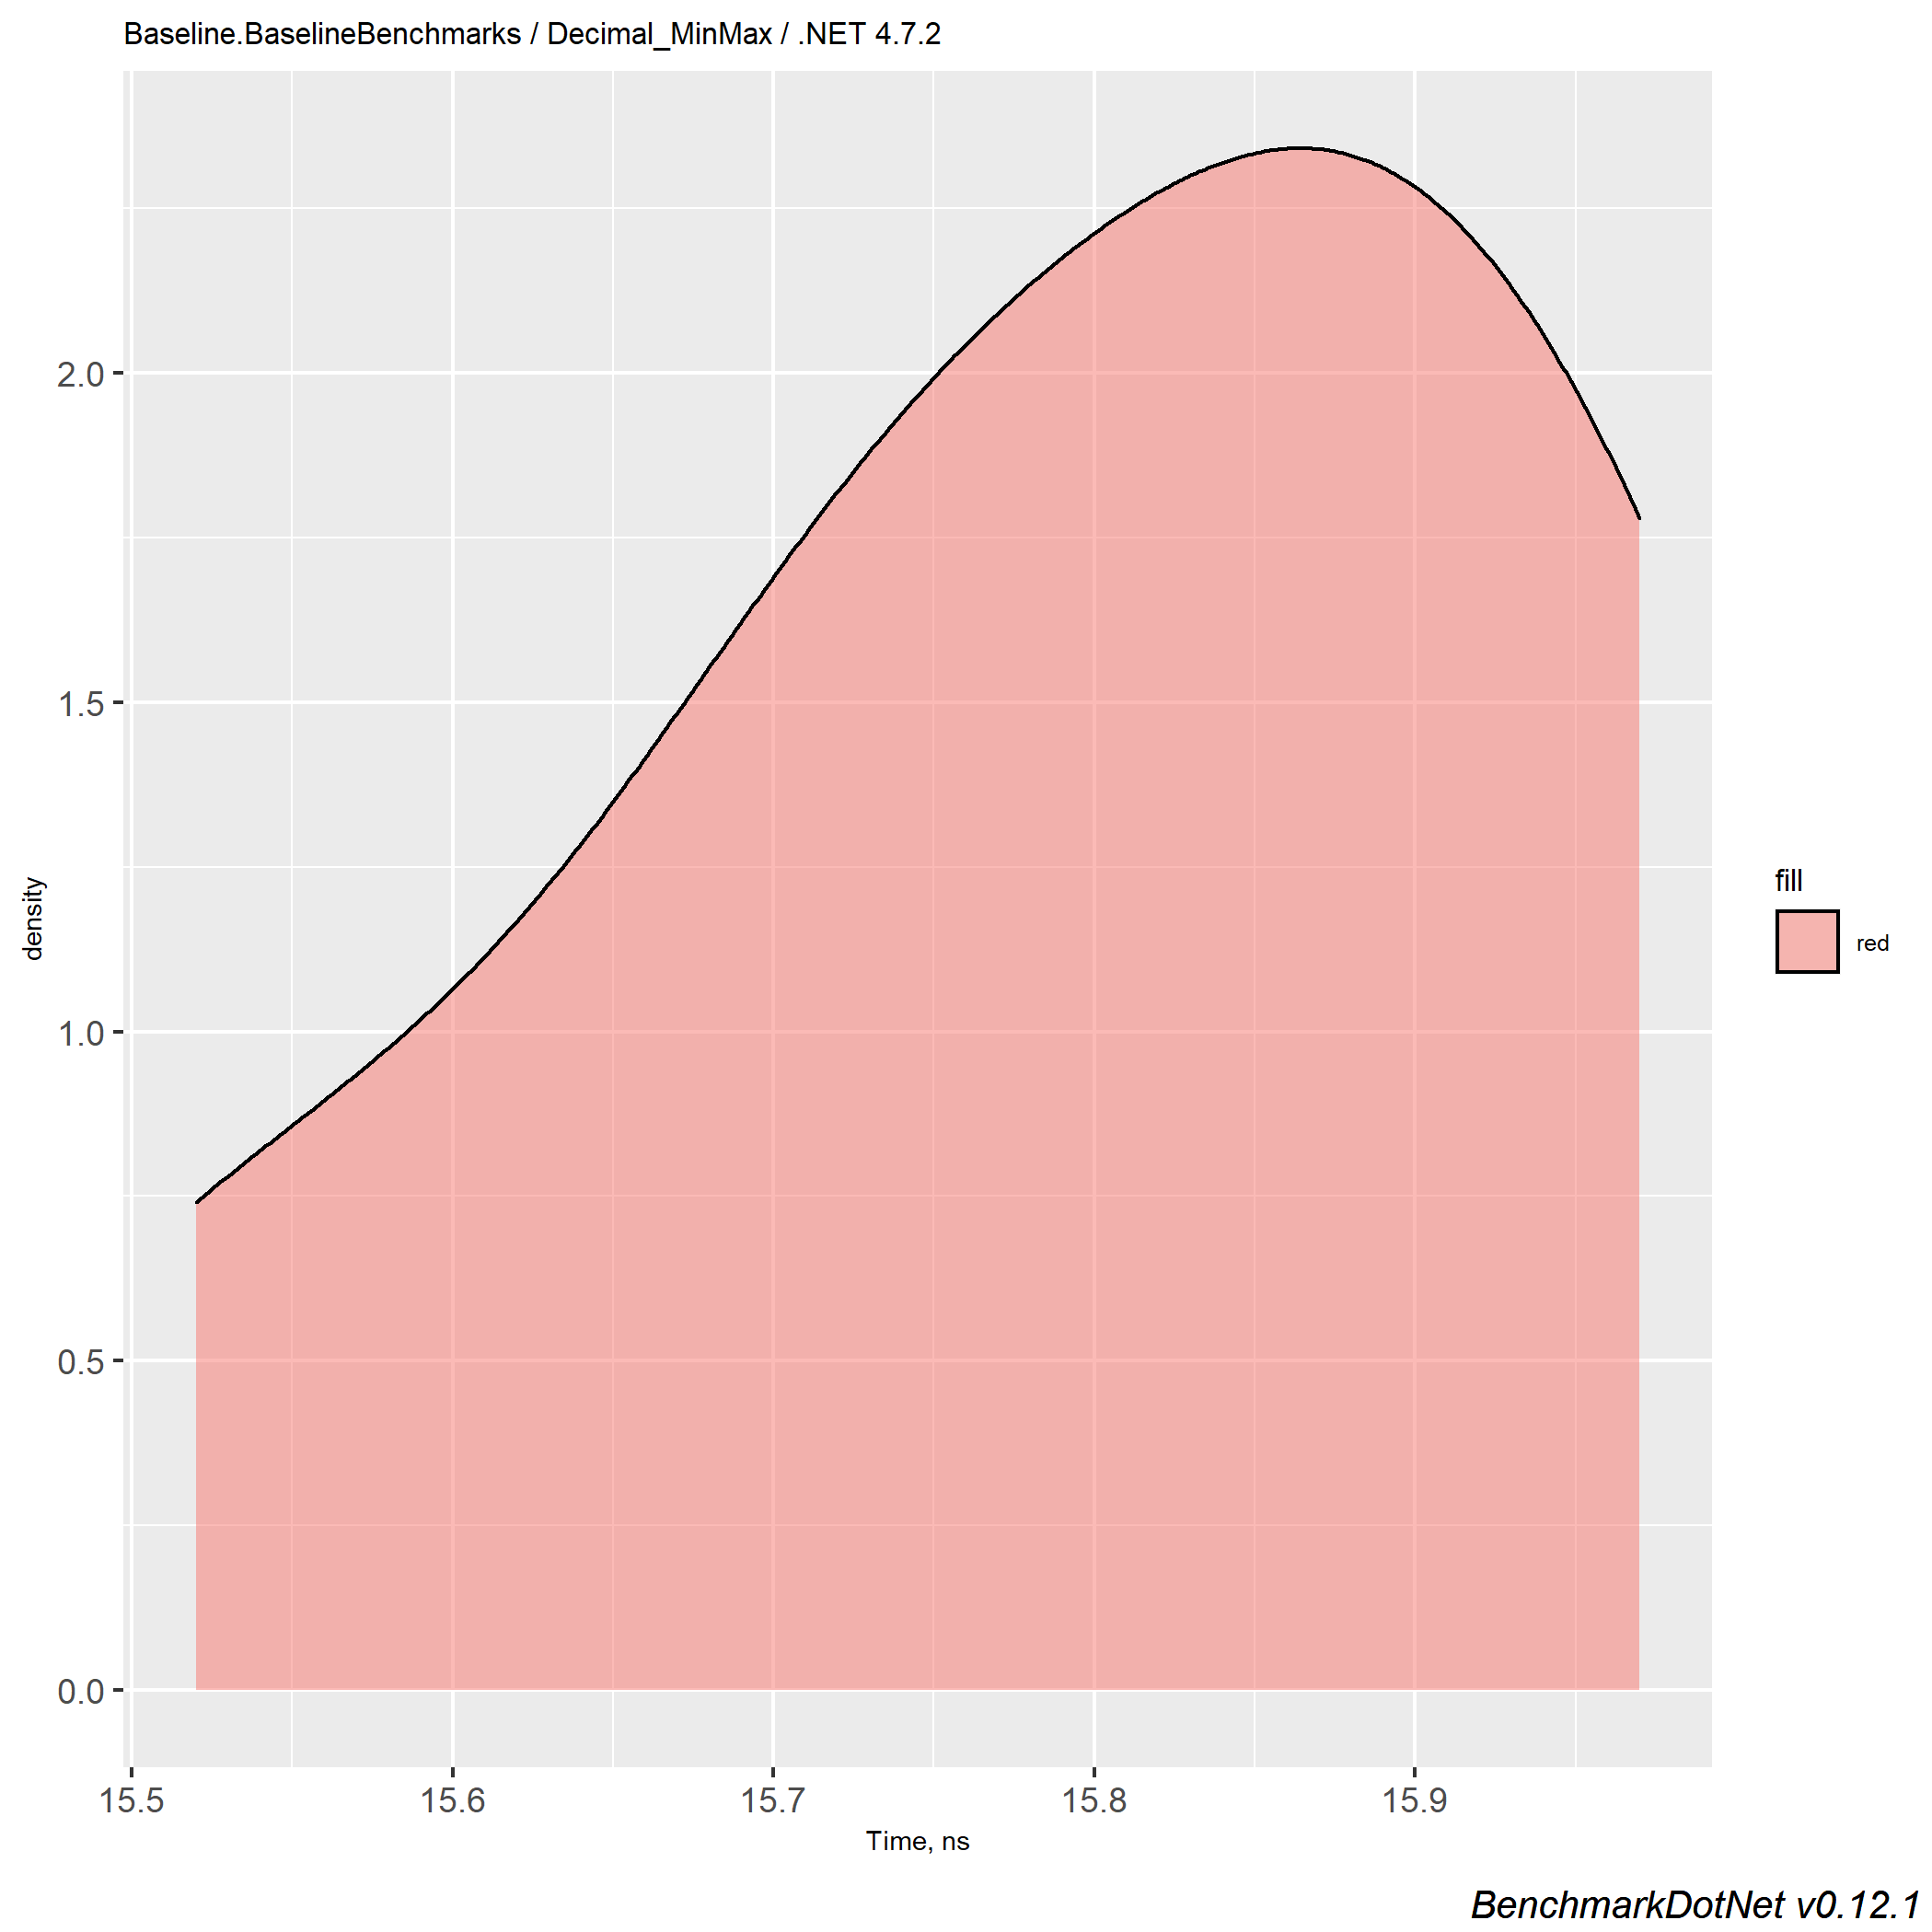 Baseline.BaselineBenchmarks / Decimal_MinMax / .NET 4.7.2
2.0
1.5
1.0
0.5
0.0
density
15.5 15.6 15.7 15.8 15.9
Time, ns
fill
red
BenchmarkDotNet v0.12.1